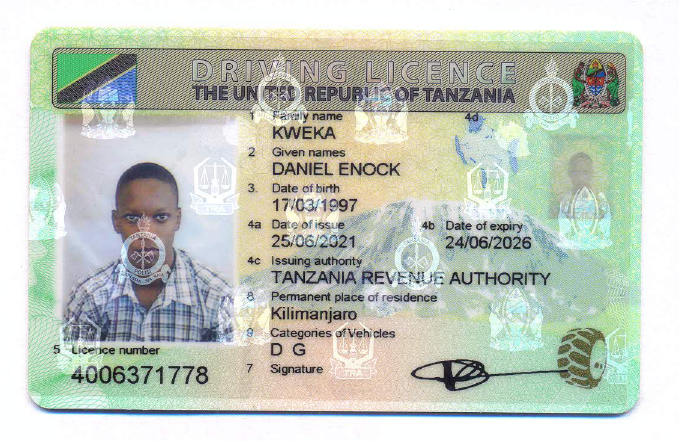 DRIVING LICENCE
THE UNITED REPUBLIC OF TANZANIA
1 Family name 4d
KWEKA
2 Given names
DANIEL ENOCK
3. Date of birth
17/03/1997
4a Date of issue 4b Date of expiry
25/06/2021 24/06/2026
4c Issuing authority
TANZANIA REVENUE AUTHORITY
8 Permanent place of residence
Kilimanjaro
9 Categories of Vehicles
D G
5 Licence number
4006371778
7 Signature
TRA
TRA